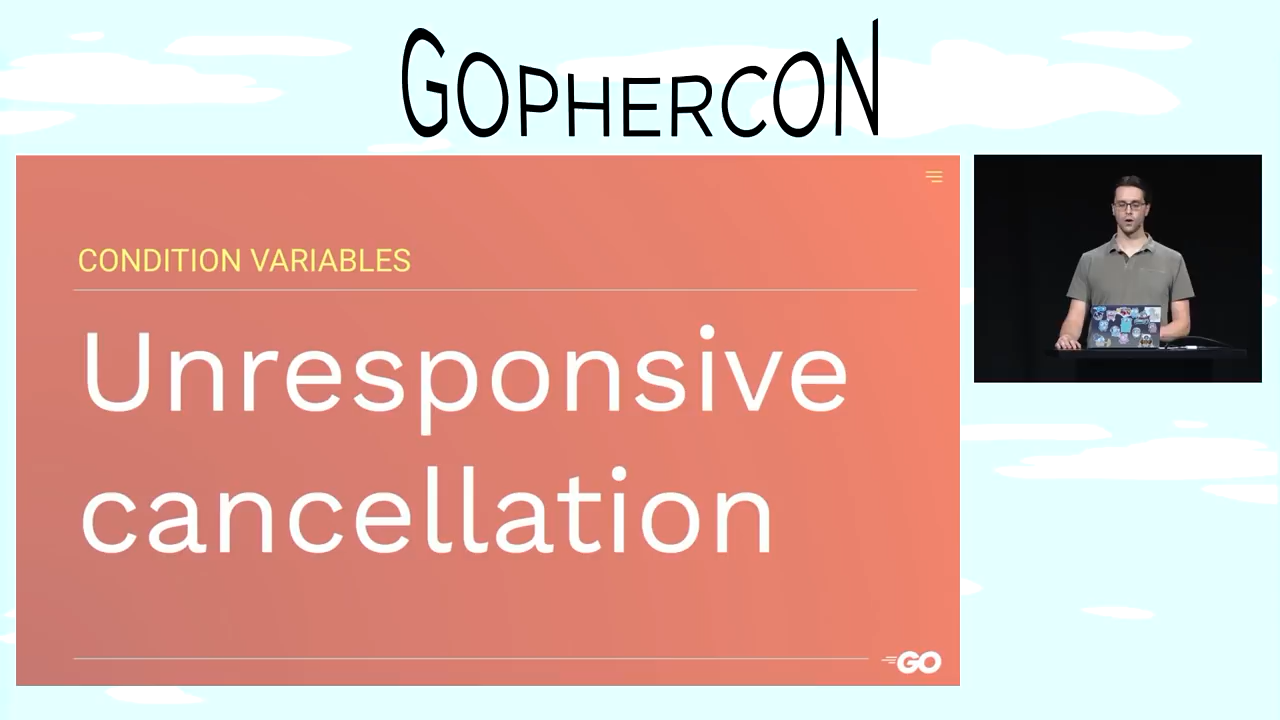 GOPHERCON
CONDITION VARIABLES
Unresponsive
cancellation
GO